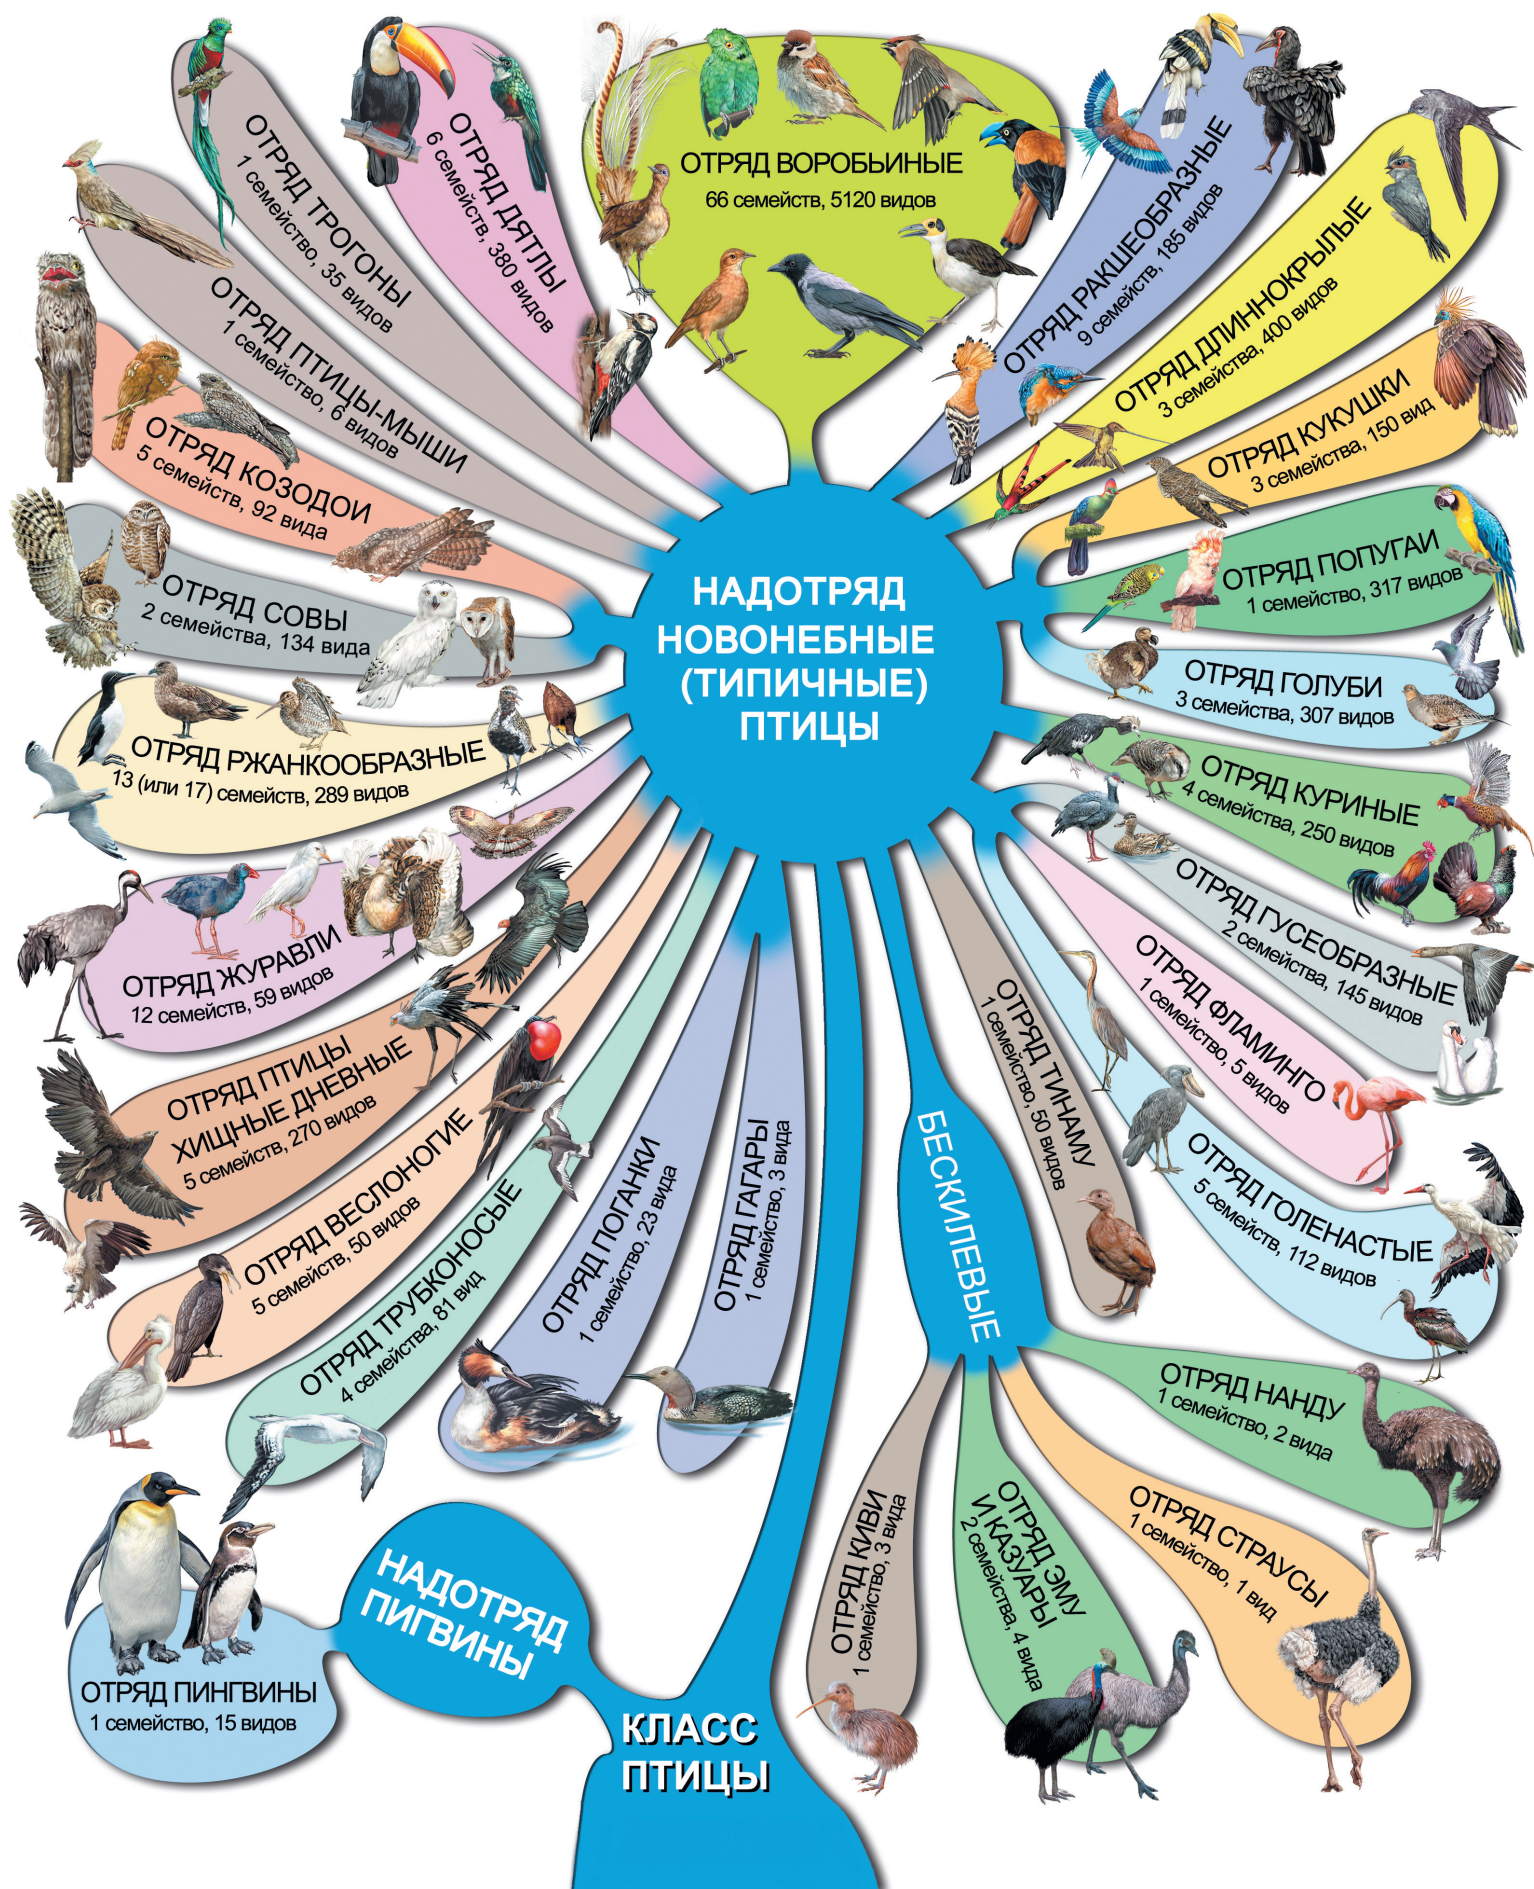 ОТРЯД ТРОГОНЫ
1 семейство, 35 видов
ОТРЯД ДЯТЛЫ
6 семейств, 380 видов
ОТРЯД ВОРОБЬИНЫЕ
66 семейств, 5120 видов
ОТРЯД РАКШЕОБРАЗНЫЕ
9 семейств, 185 видов
ОТРЯД ДЛИННОКРЫЛЫЕ
3 семейства, 400 видов
ОТРЯД КУКУШКИ
3 семейства, 150 вид
ОТРЯД ПОПУГАИ
1 семейство, 317 видов
ОТРЯД ГОЛУБИ
3 семейства, 307 видов
ОТРЯД КУРИНЫЕ
4 семейства, 250 видов
ОТРЯД ГУСЕОБРАЗНЫЕ
2 семейства, 145 видов
ОТРЯД ФЛАМИНГО
1 семейство, 5 видов
ОТРЯД ГОЛЕНАСТЫЕ
5 семейств, 112 видов
ОТРЯД ТИНАМУ
1 семейство, 50 видов
НАДОТРЯД
НОВОНЕБНЫЕ
(ТИПИЧНЫЕ)
ПТИЦЫ
ОТРЯД ПТИЦЫ-МЫШИ
1 семейство, 6 видов
ОТРЯД КОЗОДОИ
5 семейств, 92 вида
ОТРЯД СОВЫ
2 семейства, 134 вида
ОТРЯД РЖАНКООБРАЗНЫЕ
13 (или 17) семейств, 289 видов
ОТРЯД ЖУРАВЛИ
12 семейств, 59 видов
ОТРЯД ПТИЦЫ
ХИЩНЫЕ ДНЕВНЫЕ
5 семейств, 270 видов
ОТРЯД ВЕСЛОНОГИЕ
5 семейств, 50 видов
ОТРЯД ТРУБКОНОСЫЕ
4 семейства, 81 вид
ОТРЯД ПОГАНКИ
1 семейство, 23 вида
ОТРЯД ГАГАРЫ
1 семейство, 3 вида
БЕСКИЛЕВЫЕ
ОТРЯД НАНДУ
1 семейство, 2 вида
ОТРЯД СТРАУСЫ
1 семейство, 1 вид
ОТРЯД ЭМУ
И КАЗУАРЫ
2 семейства, 4 вида
ОТРЯД КИВИ
1 семейство, 3 вида
НАДОТРЯД
ПИГВИНЫ
ОТРЯД ПИНГВИНЫ
1 семейство, 15 видов
КЛАСС
ПТИЦЫ